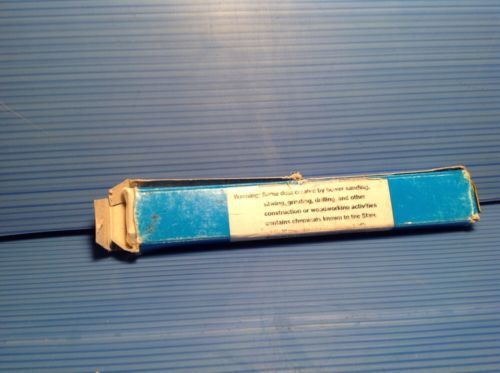 Warning: Some dust created by power sanding,
sawing, grinding, drilling, and other
construction or woodworking activities
contains chemicals known to the State